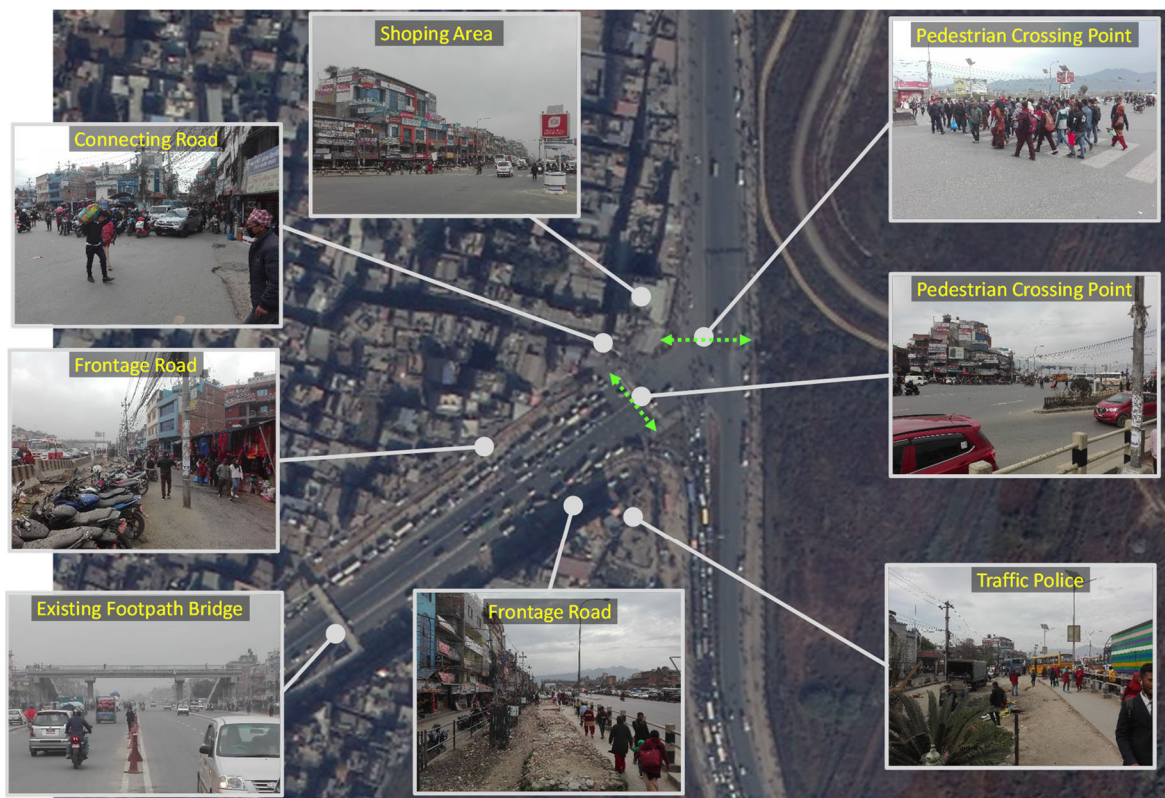 Shoping Area
Pedestrian Crossing Point
Connecting Road
Pedestrian Crossing Point
Frontage Road
Existing Footpath Bridge
Frontage Road
Traffic Police